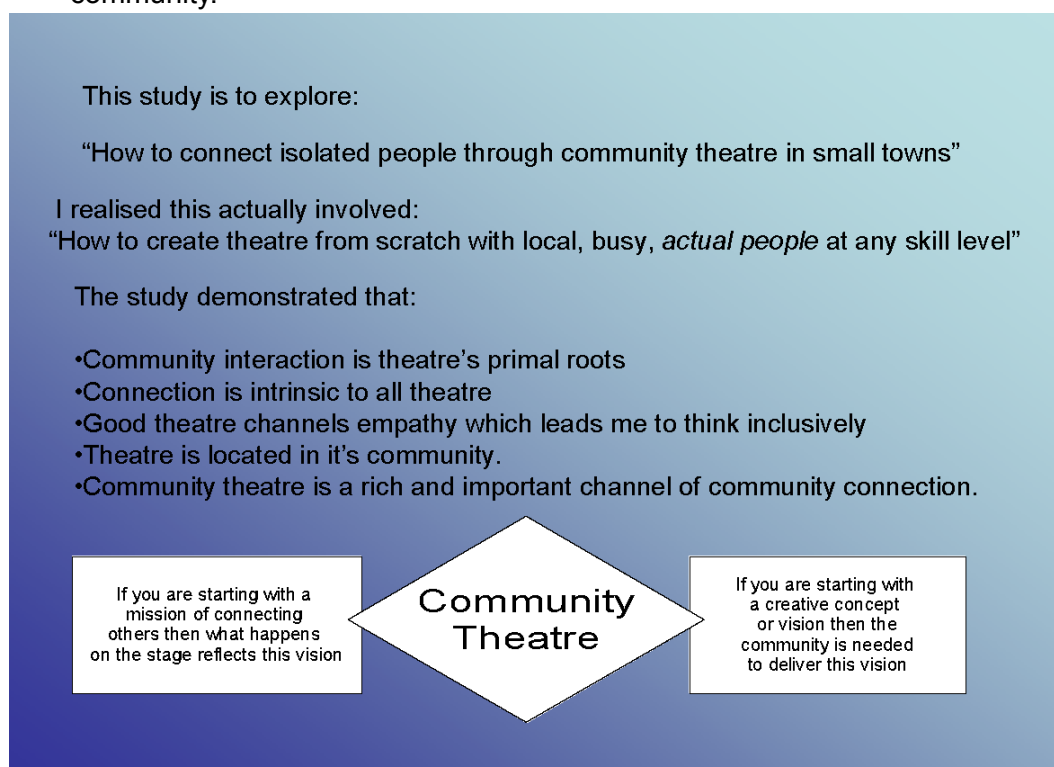 community.
This study is to explore:
“How to connect isolated people through community theatre in small towns”
I realised this actually involved:
“How to create theatre from scratch with local, busy, actual people at any skill level”
The study demonstrated that:
•Community interaction is theatre’s primal roots
•Connection is intrinsic to all theatre
•Good theatre channels empathy which leads me to think inclusively
•Theatre is located in it’s community.
•Community theatre is a rich and important channel of community connection.
If you are starting with a
mission of connecting
others then what happens
on the stage reflects this vision
Community
Theatre
If you are starting with
a creative concept
or vision then the
community is needed
to deliver this vision